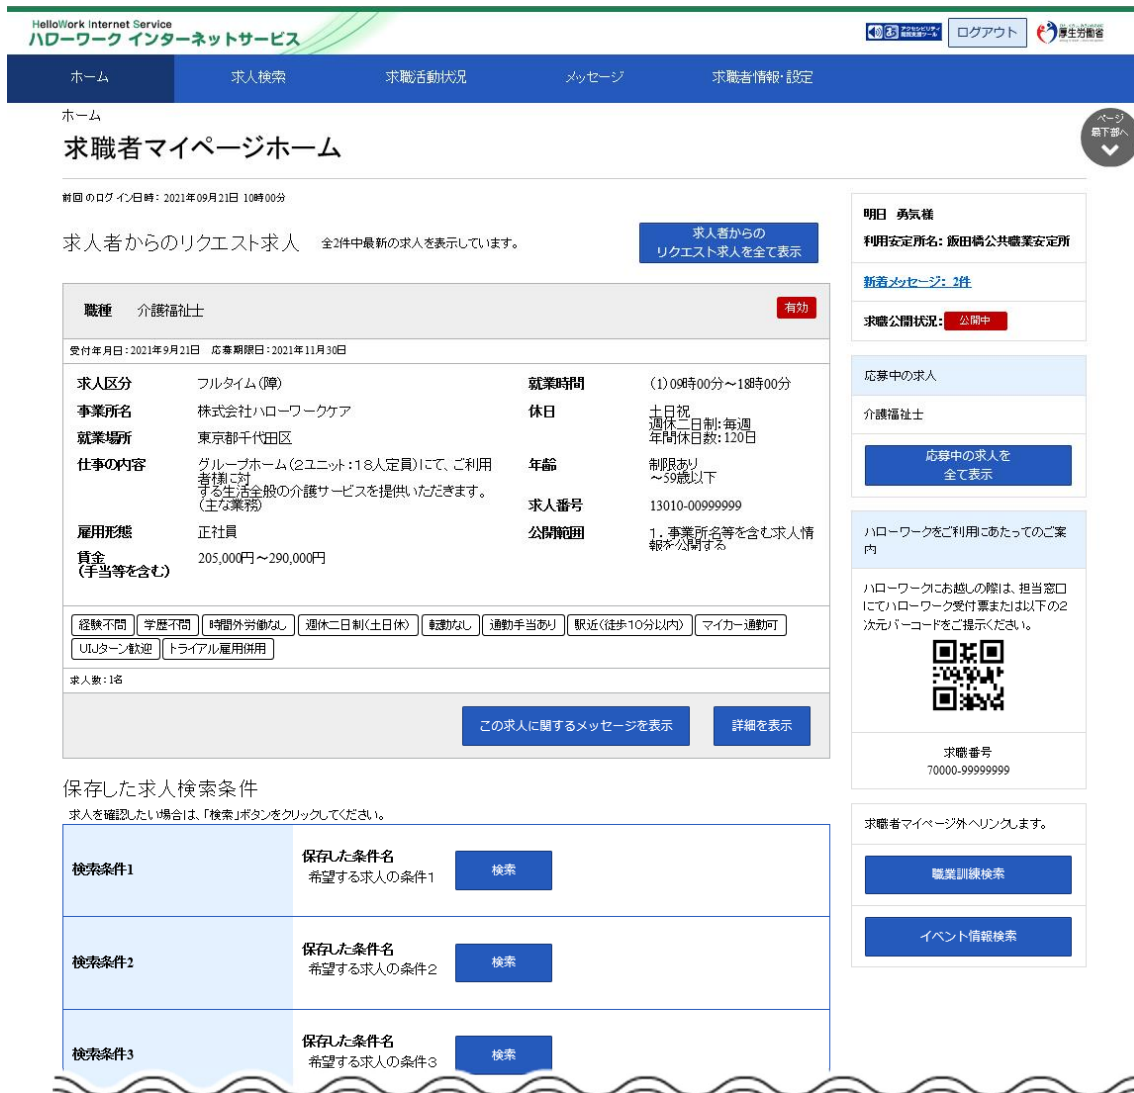 HelloWork Internet Service
ハローワーク インターネットサービス
アクセシビリティ
閲覧支援ツール
ログアウト
厚生労働省
ホーム
求人検索
求職活動状況
メッセージ
求職者情報・設定
ホーム
ページ
最下部へ
求職者マイページホーム
前回のログイン日時：2021年09月21日 10時00分
求人者からのリクエスト求人 全2件中最新の求人を表示しています。
求人者からの
リクエスト求人を全て表示
職種 介護福祉士
有効
受付年月日：2021年9月21日 応募期限日：2021年11月30日
求人区分 フルタイム(障)
事業所名 株式会社ハローワークケア
就業場所 東京都千代田区
仕事の内容 グループホーム(2ユニット：18人定員)にて、ご利用
者様に対
する生活全般の介護サービスを提供いただきます。
(主な業務)
雇用形態 正社員
賃金
(手当等を含む)
205,000円～290,000円
就業時間 (1)09時00分～18時00分
休日 土日祝
週休二日制：毎週
年間休日数：120日
年齢 制限あり
～59歳以下
求人番号 13010-00999999
公開範囲 1．事業所名等を含む求人情
報を公開する
経験不問 学歴不問 時間外労働なし 週休二日制(土日休) 転勤なし 通勤手当あり 駅近(徒歩10分以内) マイカー通勤可
UIJターン歓迎 トライアル雇用併用
求人数：1名
この求人に関するメッセージを表示
詳細を表示
保存した求人検索条件
求人を確認したい場合は、「検索」ボタンをクリックしてください。
検索条件1
保存した条件名
希望する求人の条件1
検索
検索条件2
保存した条件名
希望する求人の条件2
検索
検索条件3
保存した条件名
希望する求人の条件3
検索
明日 勇気様
利用安定所名：飯田橋公共職業安定所
新着メッセージ：2件
求職公開状況： 公開中
応募中の求人
介護福祉士
応募中の求人を
全て表示
ハローワークをご利用にあたってのご案
内
ハローワークにお越しの際は、担当窓口
にてハローワーク受付票または以下の2
次元バーコードをご提示ください。
求職番号
70000-99999999
求職者マイページ外へリンクします。
職業訓練検索
イベント情報検索